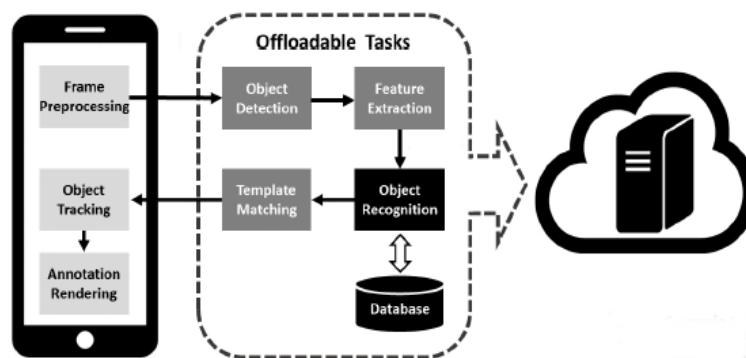 Offloadable Tasks
Frame
Preprocessing
Object
Detection
Feature
Extraction
Object
Tracking
Template
Matching
Object
Recognition
Annotation
Rendering
Database